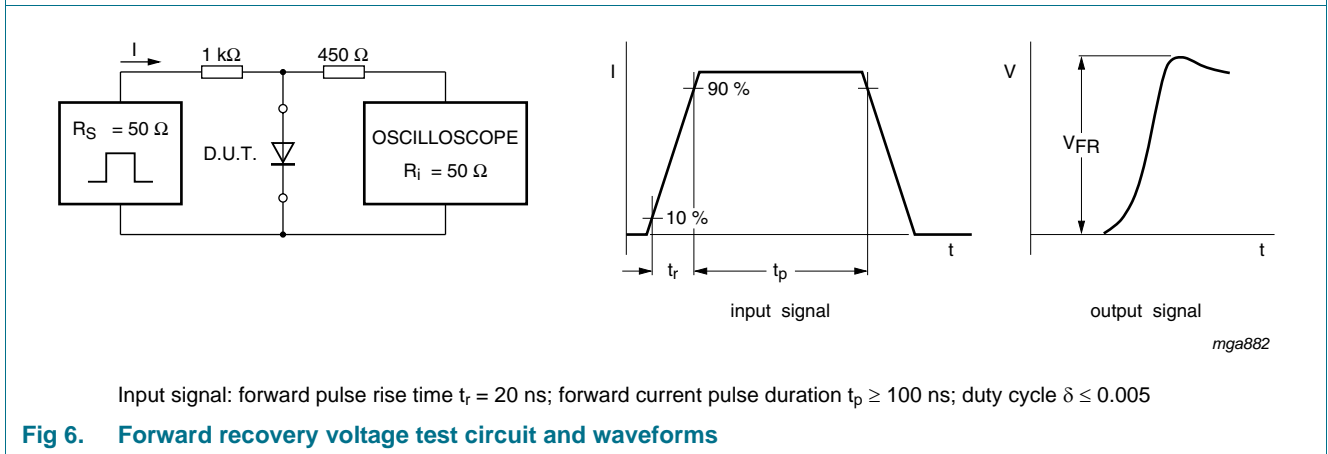 I
1 kΩ
450 Ω
R_S = 50 Ω
D.U.T.
OSCILLOSCOPE
R_i = 50 Ω
I
90 %
10 %
t
t_r
t_p
input signal
V
V_FR
t
output signal
mga882
Input signal: forward pulse rise time t_r = 20 ns; forward current pulse duration t_p ≥ 100 ns; duty cycle δ ≤ 0.005
Fig 6. Forward recovery voltage test circuit and waveforms